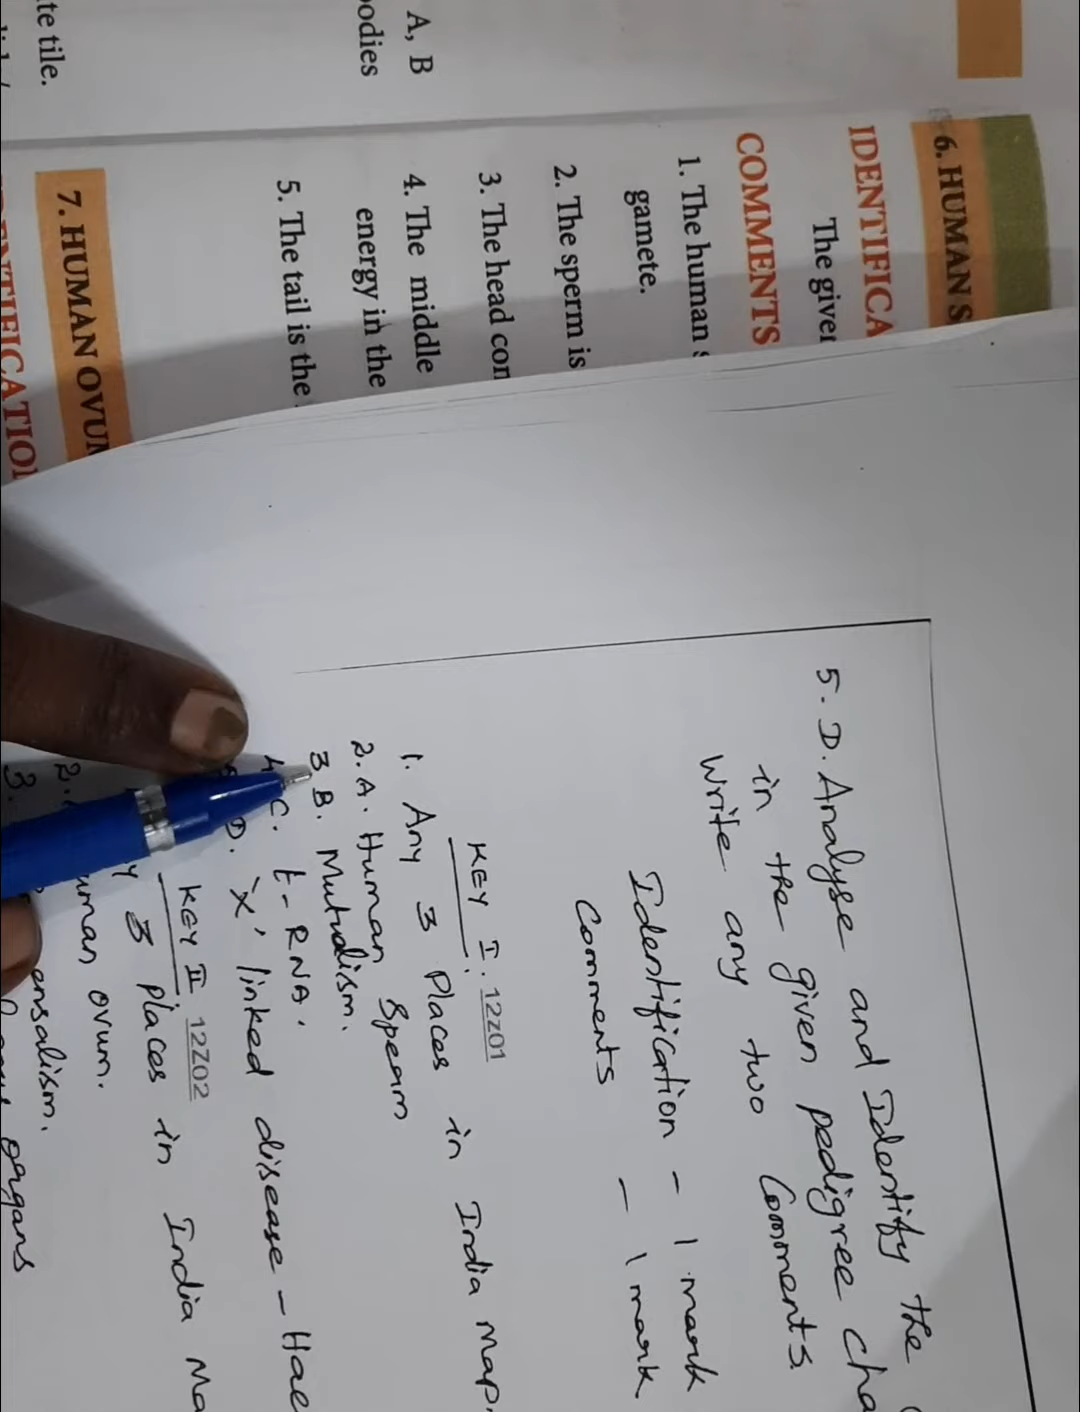 te tile.
A, B
odies
6. HUMAN S
IDENTIFICA
The given
COMMENTS
1. The human s
gamete.
2. The sperm is
3. The head con
4. The middle
energy in the
5. The tail is the
7. HUMAN OVUM
ENTIFICATION
5. D. Analyse and Identify the
in the given pedigree cha
Write any two Comments.
Identification - 1 mark
Comments - 1 mark
KEY I: 12Z01
1. Any 3 Places in India Map.
2. A. Human Sperm
3 B. Mutualism.
4 C. t-RNA.
D. 'X' linked disease - Hae
KEY II 12Z02
y 3 places in India Ma
2. uman ovum.
3. ensalism.
organs